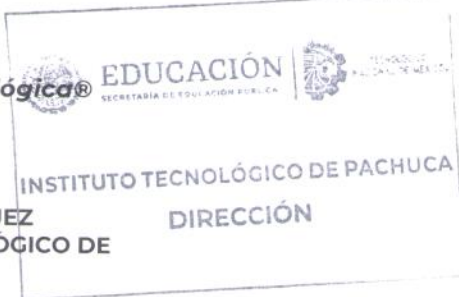 ógica®
EDUCACIÓN
SECRETARÍA DE EDUCACIÓN PÚBLICA
INSTITUTO TECNOLÓGICO DE PACHUCA
DIRECCIÓN
UEZ
ÓGICO DE